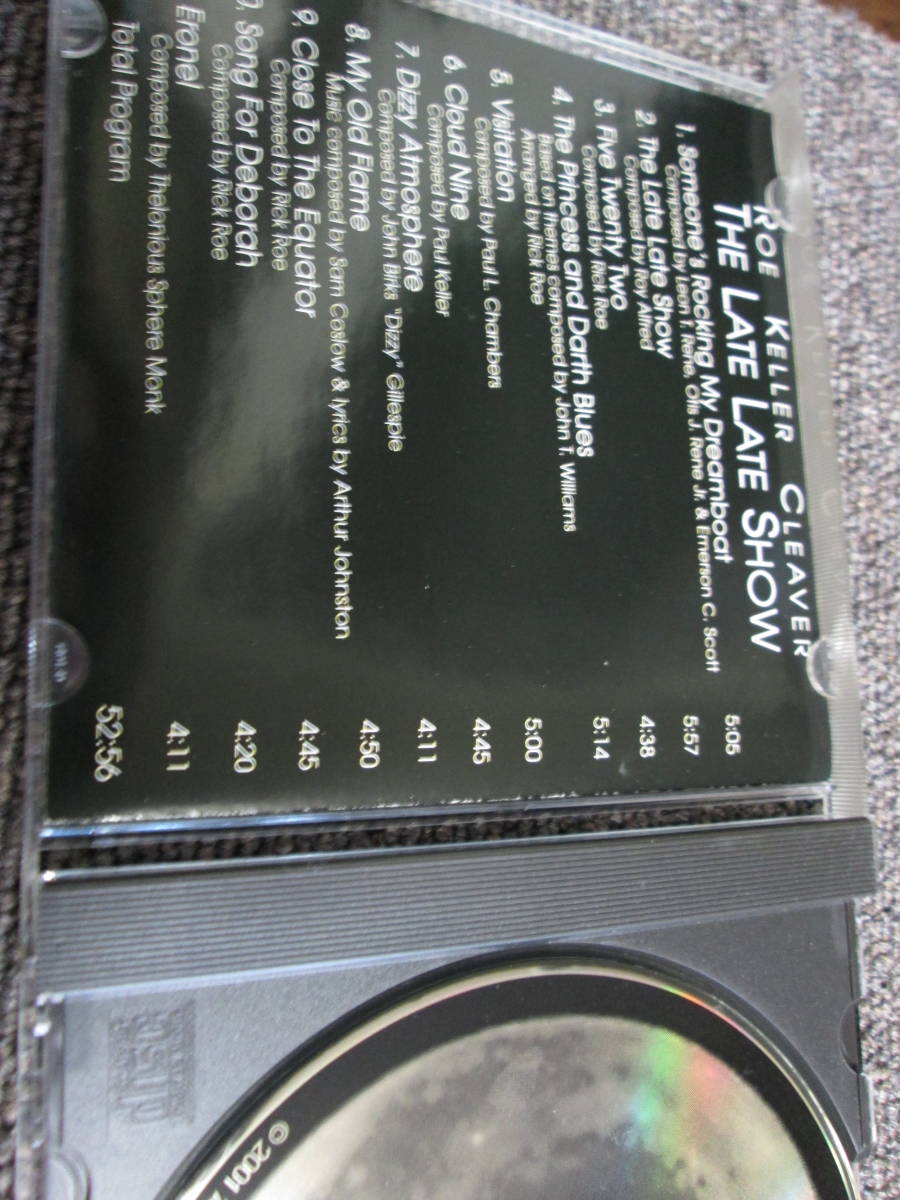 ROE KELLER CLEAVER
THE LATE LATE SHOW
1. Someone's Rocking My Dreamboat 5:05
Composed by Leon T. Rene, Otis J. Rene Jr. & Emerson C. Scott
2. The Late Late Show 5:57
Composed by Roy Alfred
3. Five Twenty Two 4:38
Composed by Rick Roe
4. The Princess and Darth Blues 5:14
Based on themes composed by John T. Williams
Arranged by Rick Roe
5. Visitation 5:00
Composed by Paul L. Chambers
6. Cloud Nine 4:45
Composed by Paul Keller
7. Dizzy Atmosphere 4:11
Composed by John Birks "Dizzy" Gillespie
8. My Old Flame 4:50
Music composed by Sam Coslow & lyrics by Arthur Johnston
9. Close To The Equator 4:45
Composed by Rick Roe
Song For Deborah 4:20
Composed by Rick Roe
Eronel 4:11
Composed by Thelonious Sphere Monk
Total Program 52:56
disc
© 2001